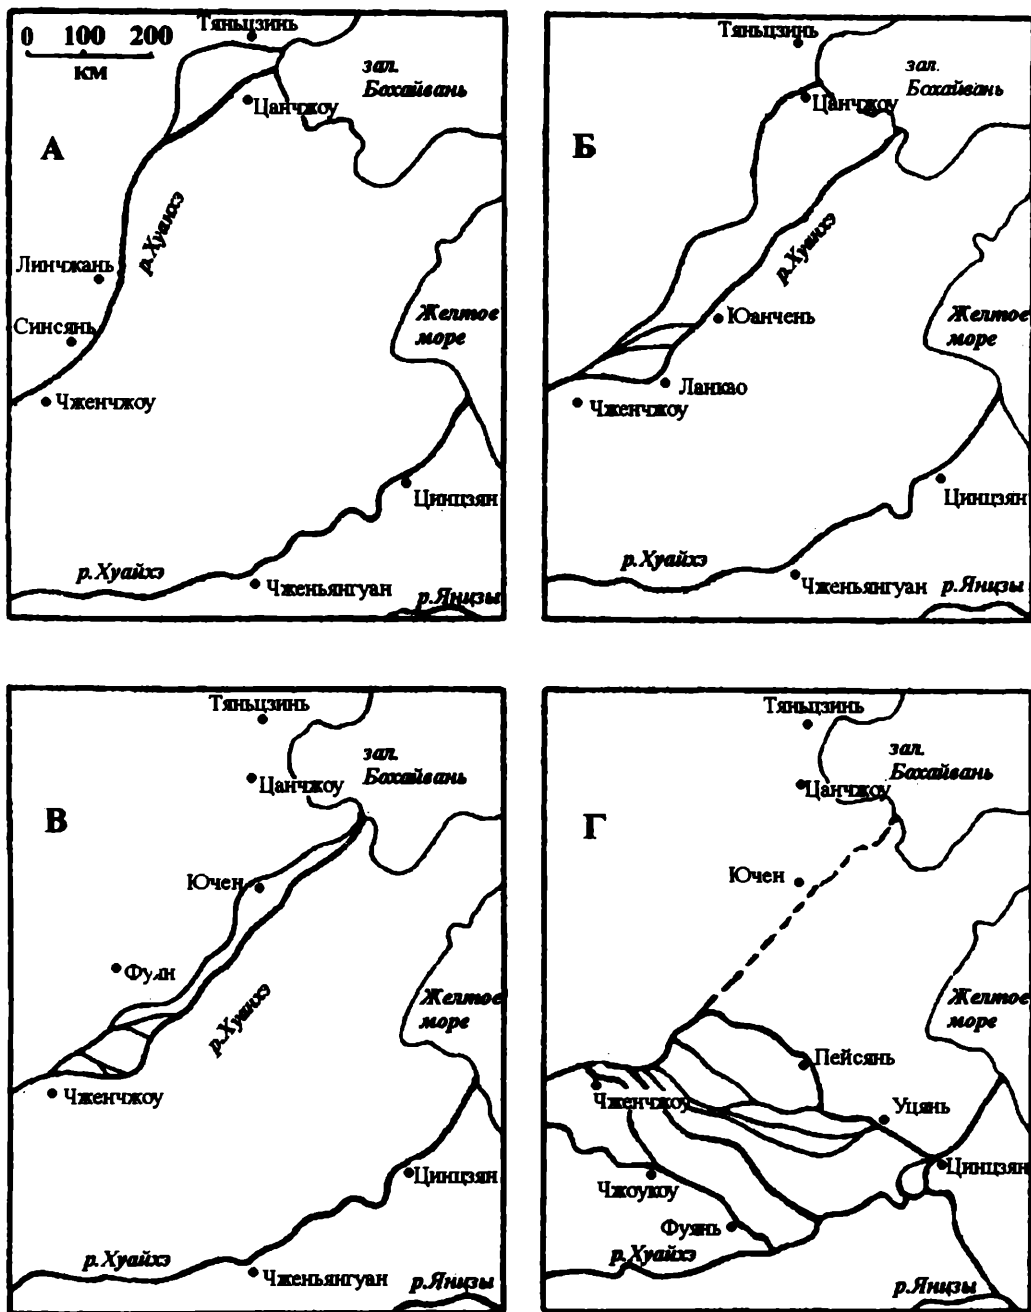 Тяньцзинь
0 100 200
км
зал.
Бохайвань
Цанчжоу
А
р.Хуанхэ
Линчжань
Синсянь
Желтое
море
Чженчжоу
Цинцзян
р.Хуайхэ
Чженьянгуан
р.Янцзы
Тяньцзинь
зал.
Бохайвань
Цанчжоу
Б
р.Хуанхэ
Юанчень
Желтое
море
Ланкао
Чженчжоу
Цинцзян
р.Хуайхэ
Чженьянгуан
р.Янцзы
Тяньцзинь
зал.
Бохайвань
Цанчжоу
В
Ючен
Фуян
р.Хуанхэ
Желтое
море
Чженчжоу
Цинцзян
р.Хуайхэ
Чженьянгуан
р.Янцзы
Тяньцзинь
зал.
Бохайвань
Цанчжоу
Г
Ючен
Желтое
море
Пейсянь
Чженчжоу
Уцянь
Цинцзян
Чжоукоу
Фуянь
р.Хуайхэ
р.Янцзы